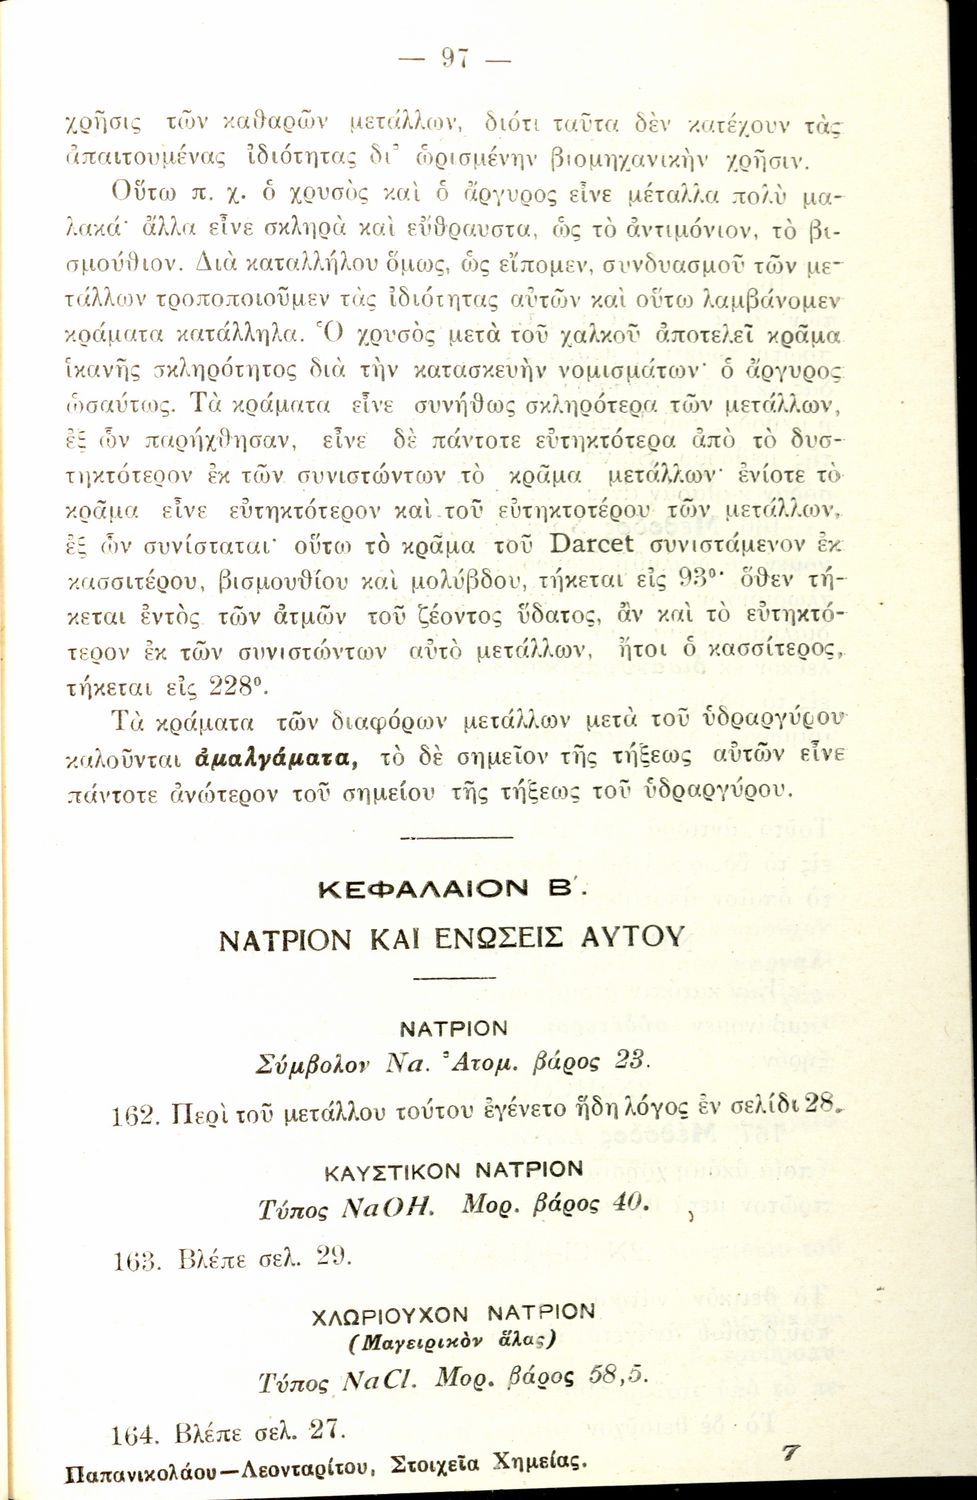 — 97 —
χρῆσις τῶν καθαρῶν μετάλλων, διότι ταῦτα δὲν κατέχουν τὰς
ἀπαιτουμένας ἰδιότητας δι᾽ ὡρισμένην βιομηχανικὴν χρῆσιν.
Οὕτω π. χ. ὁ χρυσὸς καὶ ὁ ἄργυρος εἶνε μέταλλα πολὺ μα-
λακά· ἄλλα εἶνε σκληρὰ καὶ εὔθραυστα, ὡς τὸ ἀντιμόνιον, τὸ βι-
σμούθιον. Διὰ καταλλήλου ὅμως, ὡς εἴπομεν, συνδυασμοῦ τῶν με-
τάλλων τροποποιοῦμεν τὰς ἰδιότητας αὐτῶν καὶ οὕτω λαμβάνομεν
κράματα κατάλληλα. Ὁ χρυσὸς μετὰ τοῦ χαλκοῦ ἀποτελεῖ κρᾶμα
ἱκανῆς σκληρότητος διὰ τὴν κατασκευὴν νομισμάτων· ὁ ἄργυρος
ὡσαύτως. Τὰ κράματα εἶνε συνήθως σκληρότερα τῶν μετάλλων,
ἐξ ὧν παρήχθησαν, εἶνε δὲ πάντοτε εὐτηκτότερα ἀπὸ τὸ δυσ-
τηκτότερον ἐκ τῶν συνιστώντων τὸ κρᾶμα μετάλλων· ἐνίοτε τὸ
κρᾶμα εἶνε εὐτηκτότερον καὶ τοῦ εὐτηκτοτέρου τῶν μετάλλων,
ἐξ ὧν συνίσταται· οὕτω τὸ κρᾶμα τοῦ Darcet συνιστάμενον ἐκ
κασσιτέρου, βισμουθίου καὶ μολύβδου, τήκεται εἰς 93°· ὅθεν τή-
κεται ἐντὸς τῶν ἀτμῶν τοῦ ζέοντος ὕδατος, ἂν καὶ τὸ εὐτηκτό-
τερον ἐκ τῶν συνιστώντων αὐτὸ μετάλλων, ἤτοι ὁ κασσίτερος,
τήκεται εἰς 228°.
Τὰ κράματα τῶν διαφόρων μετάλλων μετὰ τοῦ ὑδραργύρου
καλοῦνται ἀμαλγάματα, τὸ δὲ σημεῖον τῆς τήξεως αὐτῶν εἶνε
πάντοτε ἀνώτερον τοῦ σημείου τῆς τήξεως τοῦ ὑδραργύρου.
ΚΕΦΑΛΑΙΟΝ Β΄.
ΝΑΤΡΙΟΝ ΚΑΙ ΕΝΩΣΕΙΣ ΑΥΤΟΥ
ΝΑΤΡΙΟΝ
Σύμβολον Na. Ἀτομ. βάρος 23.
162. Περὶ τοῦ μετάλλου τούτου ἐγένετο ἤδη λόγος ἐν σελίδι 28.
ΚΑΥΣΤΙΚΟΝ ΝΑΤΡΙΟΝ
Τύπος NaOH. Μορ. βάρος 40.
163. Βλέπε σελ. 29.
ΧΛΩΡΙΟΥΧΟΝ ΝΑΤΡΙΟΝ
(Μαγειρικὸν ἅλας)
Τύπος NaCl. Μορ. βάρος 58,5.
164. Βλέπε σελ. 27.
Παπανικολάου—Λεονταρίτου, Στοιχεῖα Χημείας. 7